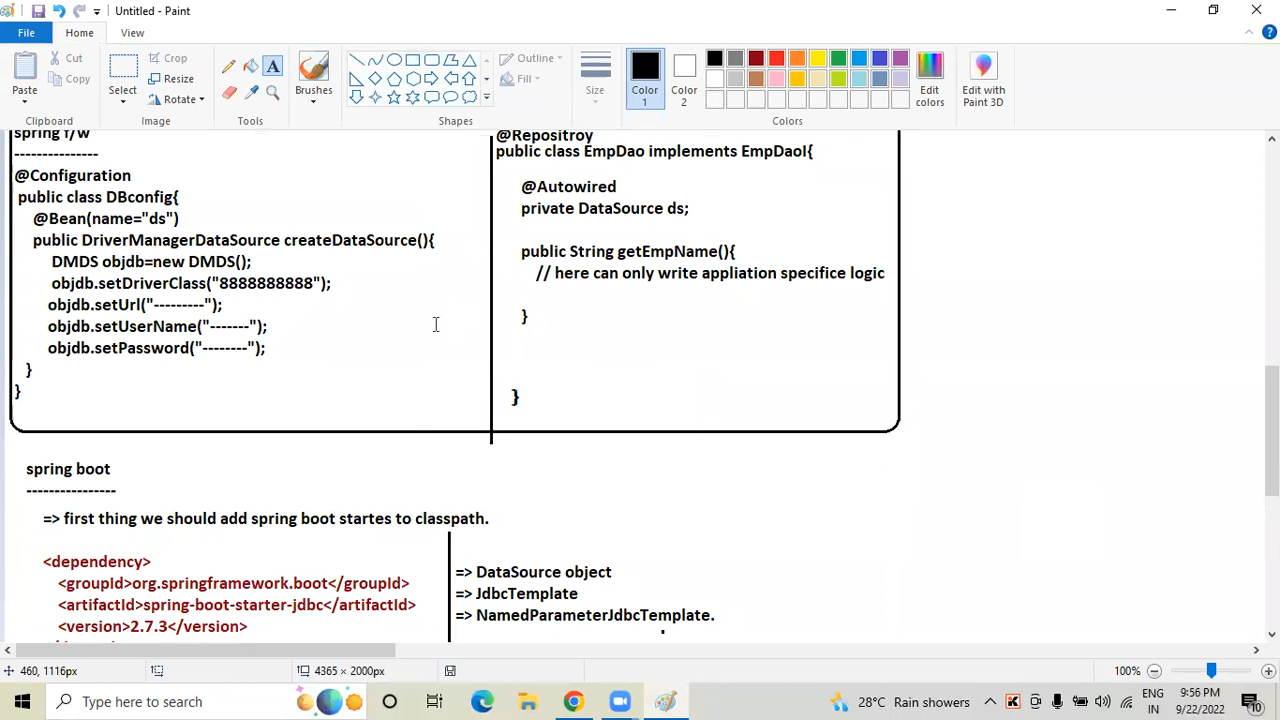 Untitled - Paint
File
Home
View
Paste
Cut
Copy
Clipboard
Select
Crop
Resize
Rotate
Image
Tools
Brushes
Outline
Fill
Shapes
Size
Color 1
Color 2
Edit colors
Edit with Paint 3D
Colors
spring f/w
---------------
@Configuration
public class DBconfig{
@Bean(name="ds")
public DriverManagerDataSource createDataSource(){
DMDS objdb=new DMDS();
objdb.setDriverClass("8888888888");
objdb.setUrl("---------");
objdb.setUserName("-------");
objdb.setPassword("--------");
}
}
@Repositroy
public class EmpDao implements EmpDaoI{
@Autowired
private DataSource ds;
public String getEmpName(){
// here can only write appliation specifice logic
}
}
spring boot
----------------
=> first thing we should add spring boot startes to classpath.
<dependency>
<groupId>org.springframework.boot</groupId>
<artifactId>spring-boot-starter-jdbc</artifactId>
<version>2.7.3</version>
=> DataSource object
=> JdbcTemplate
=> NamedParameterJdbcTemplate.
460, 1116px
4365 × 2000px
100%
Type here to search
28°C Rain showers
ENG
IN
9:56 PM
9/22/2022
10